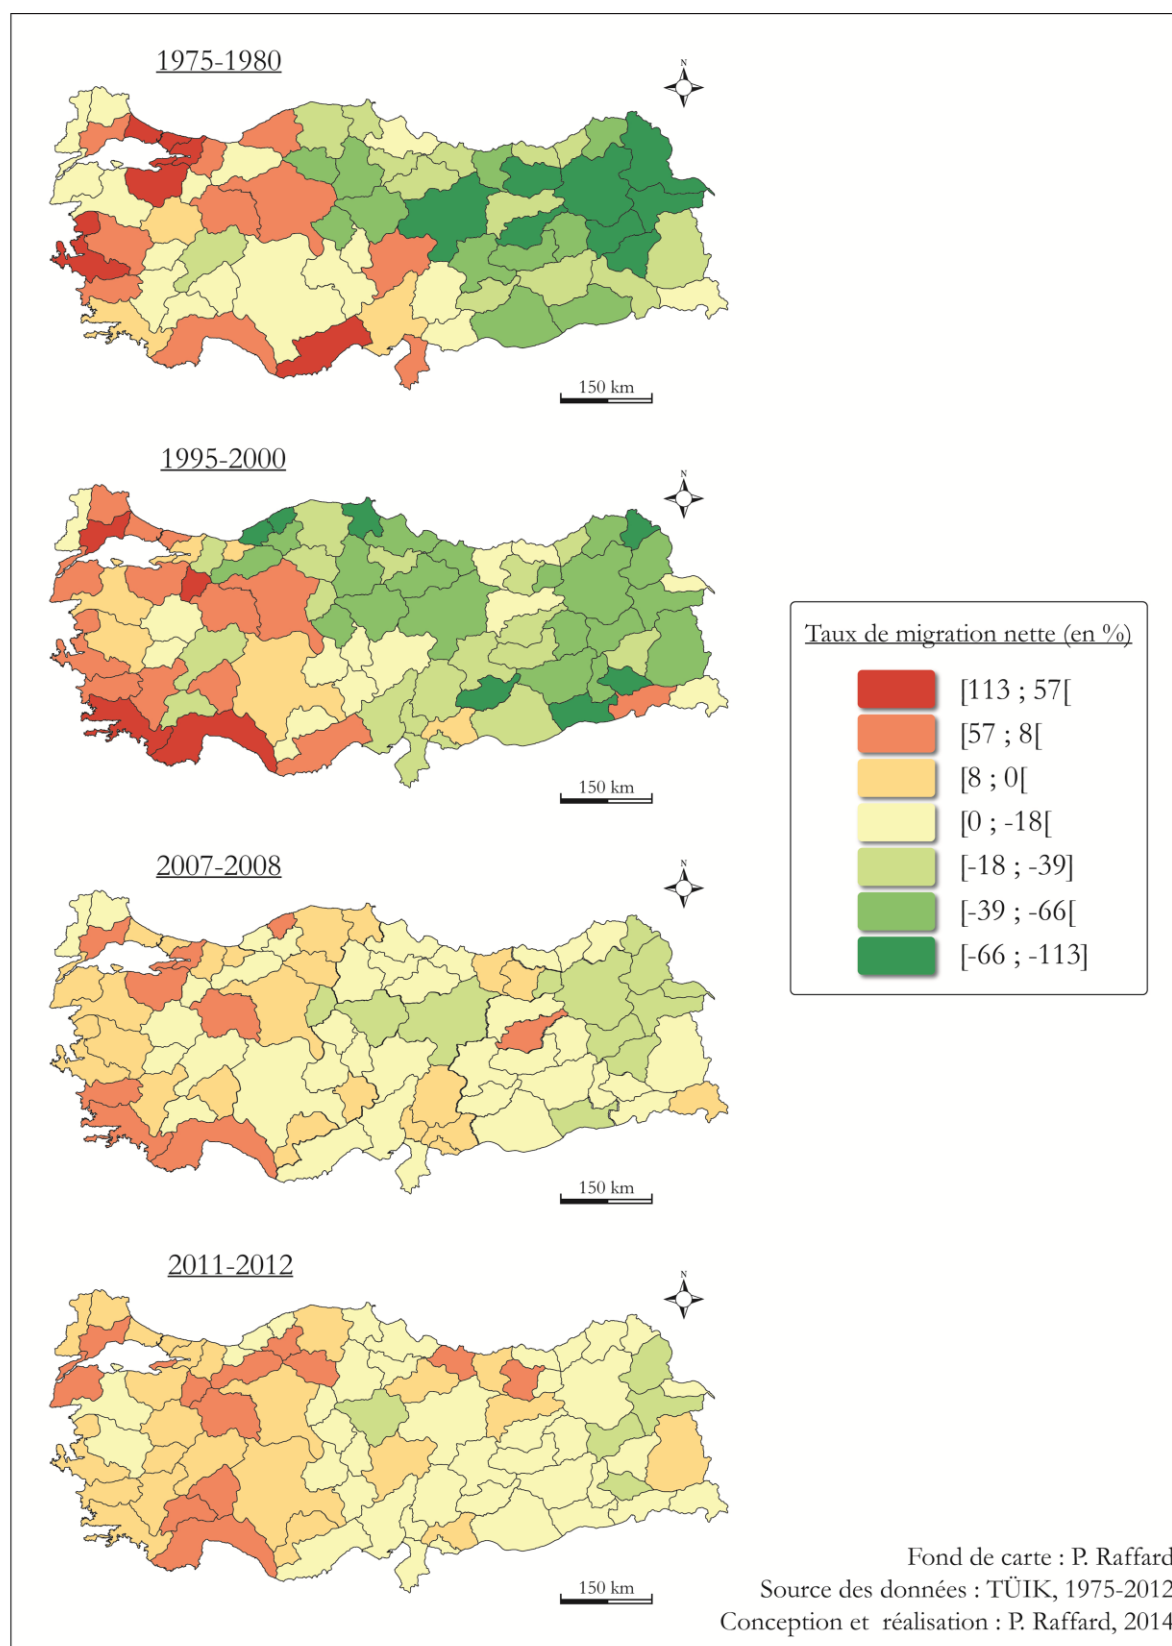 1975-1980
N
150 km
1995-2000
N
150 km
Taux de migration nette (en %)
[113 ; 57[
[57 ; 8[
[8 ; 0[
[0 ; -18[
[-18 ; -39]
[-39 ; -66[
[-66 ; -113]
2007-2008
N
150 km
2011-2012
N
150 km
Fond de carte : P. Raffard
Source des données : TÜIK, 1975-2012
Conception et réalisation : P. Raffard, 2014